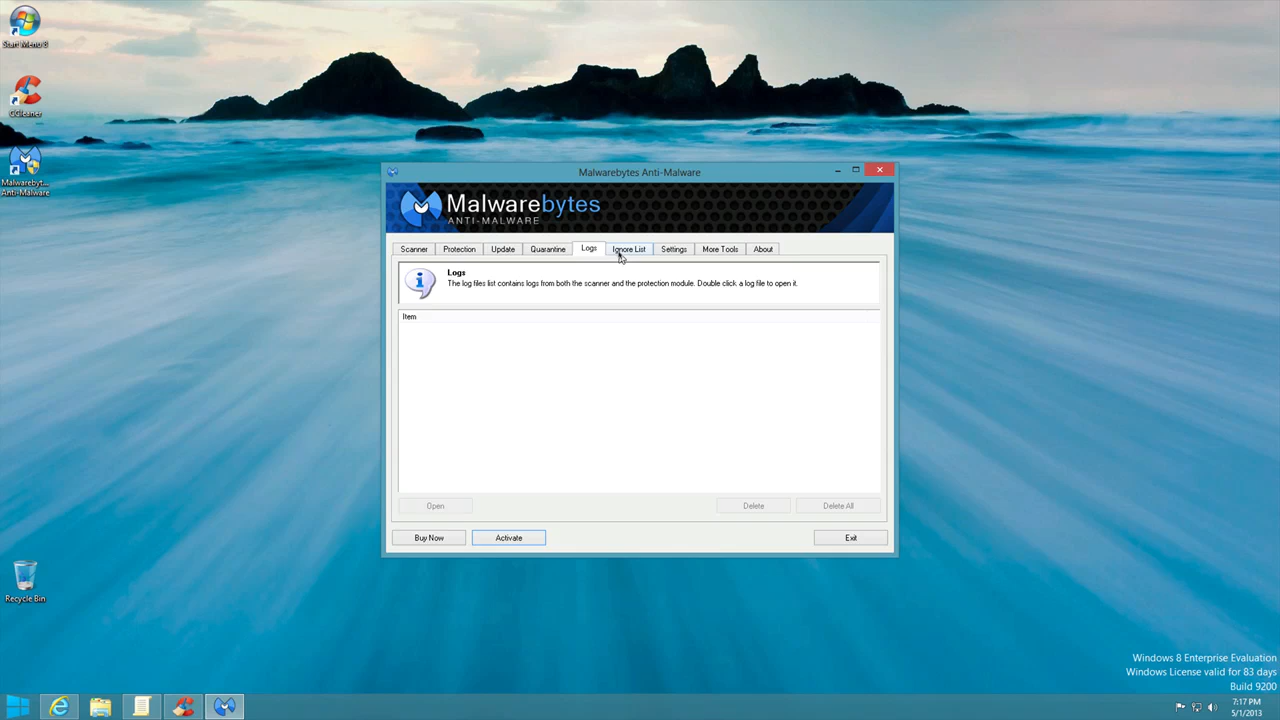 Start Menu 8
CCleaner
Malwarebyt...
Anti-Malware
Recycle Bin
Malwarebytes Anti-Malware
Malwarebytes
ANTI-MALWARE
Scanner Protection Update Quarantine Logs Ignore List Settings More Tools About
Logs
The log files list contains logs from both the scanner and the protection module. Double click a log file to open it.
Item
Open Delete Delete All
Buy Now Activate Exit
Windows 8 Enterprise Evaluation
Windows License valid for 83 days
Build 9200
7:17 PM
5/1/2013